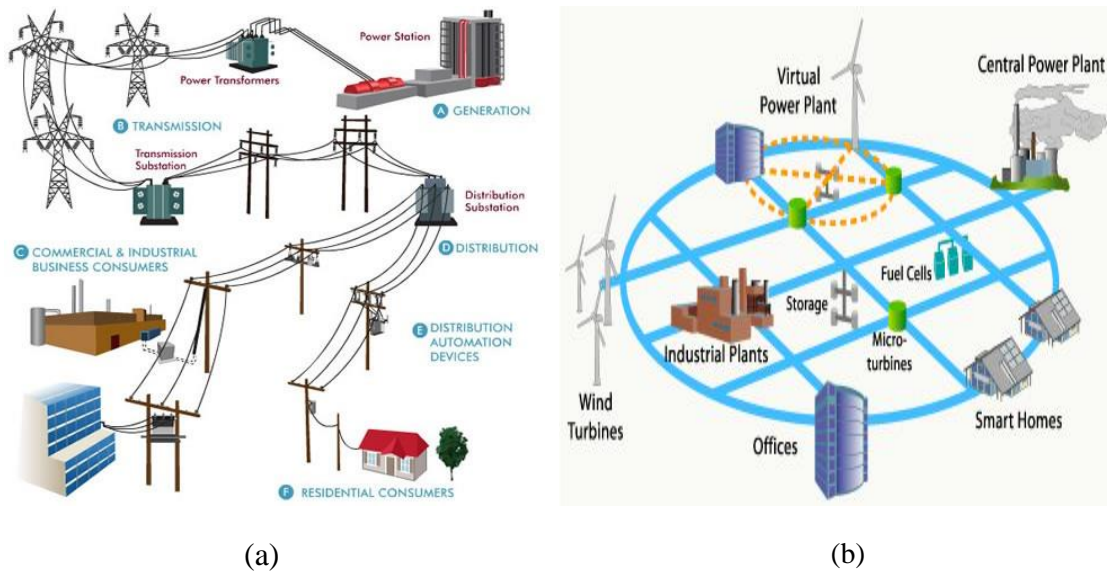 Power Station
Power Transformers
A GENERATION
B TRANSMISSION
Transmission
Substation
Distribution
Substation
C COMMERCIAL & INDUSTRIAL
BUSINESS CONSUMERS
D DISTRIBUTION
E DISTRIBUTION
AUTOMATION
DEVICES
F RESIDENTIAL CONSUMERS
(a)
Virtual
Power Plant
Central Power Plant
Fuel Cells
Storage
Industrial Plants
Micro-
turbines
Wind
Turbines
Smart Homes
Offices
(b)